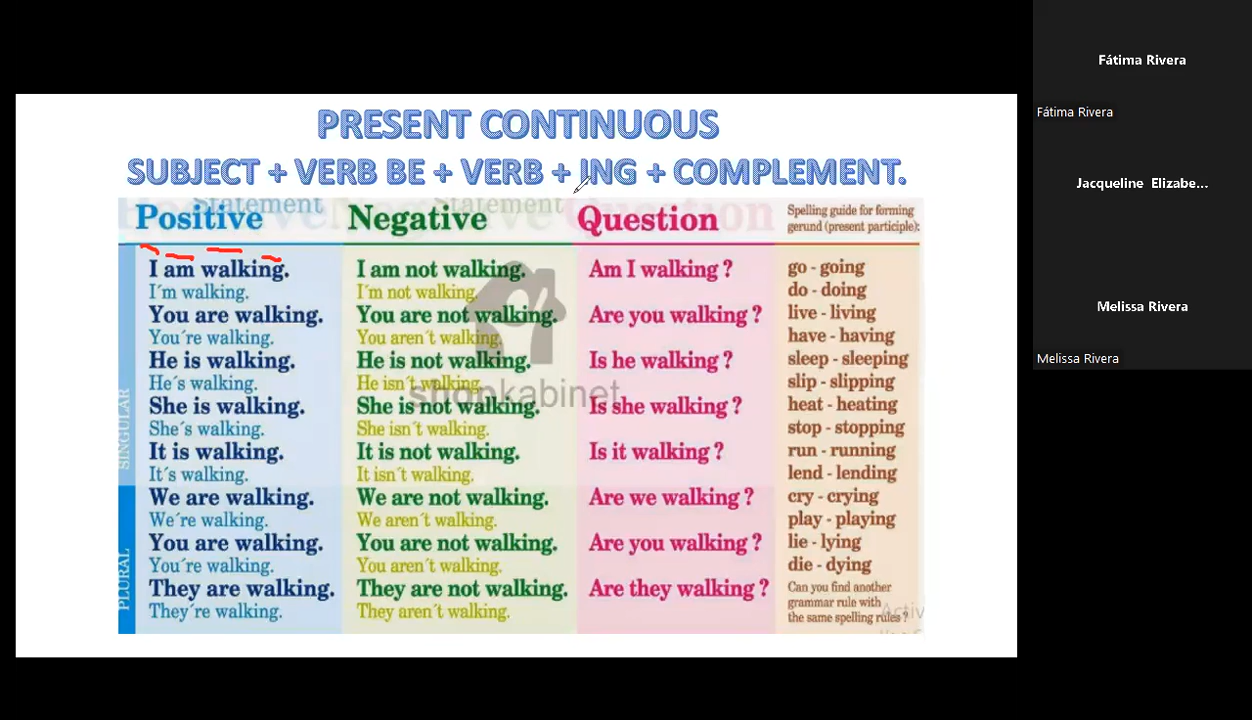 PRESENT CONTINUOUS
SUBJECT + VERB BE + VERB + ING + COMPLEMENT.
Statement
Statement
Positive
Negative
Question
Spelling guide for forming
gerund (present participle):
SINGULAR
I am walking.
I´m walking.
You are walking.
You´re walking.
He is walking.
He´s walking.
She is walking.
She´s walking.
It is walking.
It´s walking.
PLURAL
We are walking.
We´re walking.
You are walking.
You´re walking.
They are walking.
They´re walking.
I am not walking.
I´m not walking.
You are not walking.
You aren´t walking.
He is not walking.
He isn´t walking.
She is not walking.
She isn´t walking.
It is not walking.
It isn´t walking.
We are not walking.
We aren´t walking.
You are not walking.
You aren´t walking.
They are not walking.
They aren´t walking.
shopkabinet
Am I walking ?
Are you walking ?
Is he walking ?
Is she walking ?
Is it walking ?
Are we walking ?
Are you walking ?
Are they walking ?
go - going
do - doing
live - living
have - having
sleep - sleeping
slip - slipping
heat - heating
stop - stopping
run - running
lend - lending
cry - crying
play - playing
lie - lying
die - dying
Can you find another
grammar rule with
the same spelling rules ?
Fátima Rivera
Fátima Rivera
Jacqueline Elizabe...
Melissa Rivera
Melissa Rivera